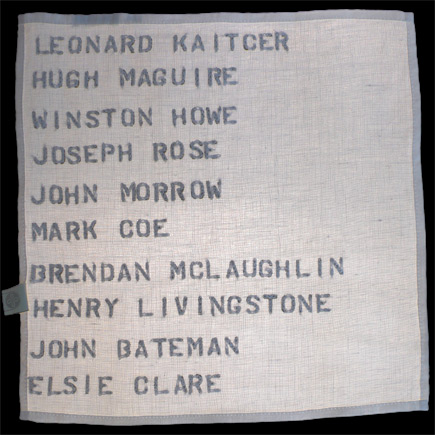 LEONARD KAITCER
HUGH MAGUIRE
WINSTON HOWE
JOSEPH ROSE
JOHN MORROW
MARK COE
BRENDAN MCLAUGHLIN
HENRY LIVINGSTONE
JOHN BATEMAN
ELSIE CLARE